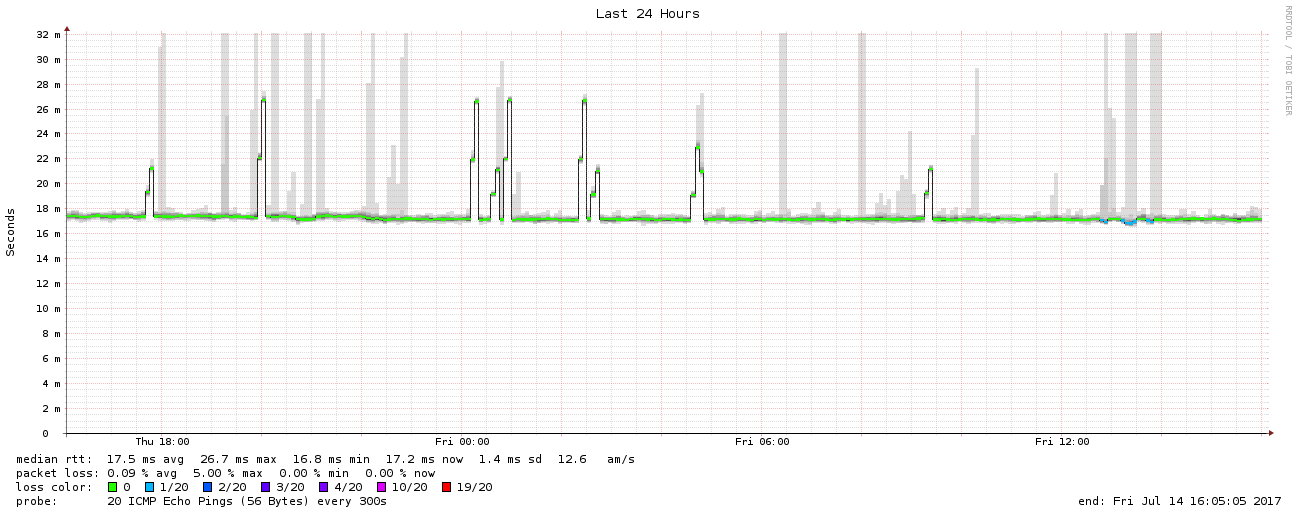 Last 24 Hours
RRDTOOL / TOBI OETIKER
Seconds
32 m
30 m
28 m
26 m
24 m
22 m
20 m
18 m
16 m
14 m
12 m
10 m
8 m
6 m
4 m
2 m
0
Thu 18:00 Fri 00:00 Fri 06:00 Fri 12:00
median rtt: 17.5 ms avg 26.7 ms max 16.8 ms min 17.2 ms now 1.4 ms sd 12.6 am/s
packet loss: 0.09 % avg 5.00 % max 0.00 % min 0.00 % now
loss color: 0 1/20 2/20 3/20 4/20 10/20 19/20
probe: 20 ICMP Echo Pings (56 Bytes) every 300s end: Fri Jul 14 16:05:05 2017